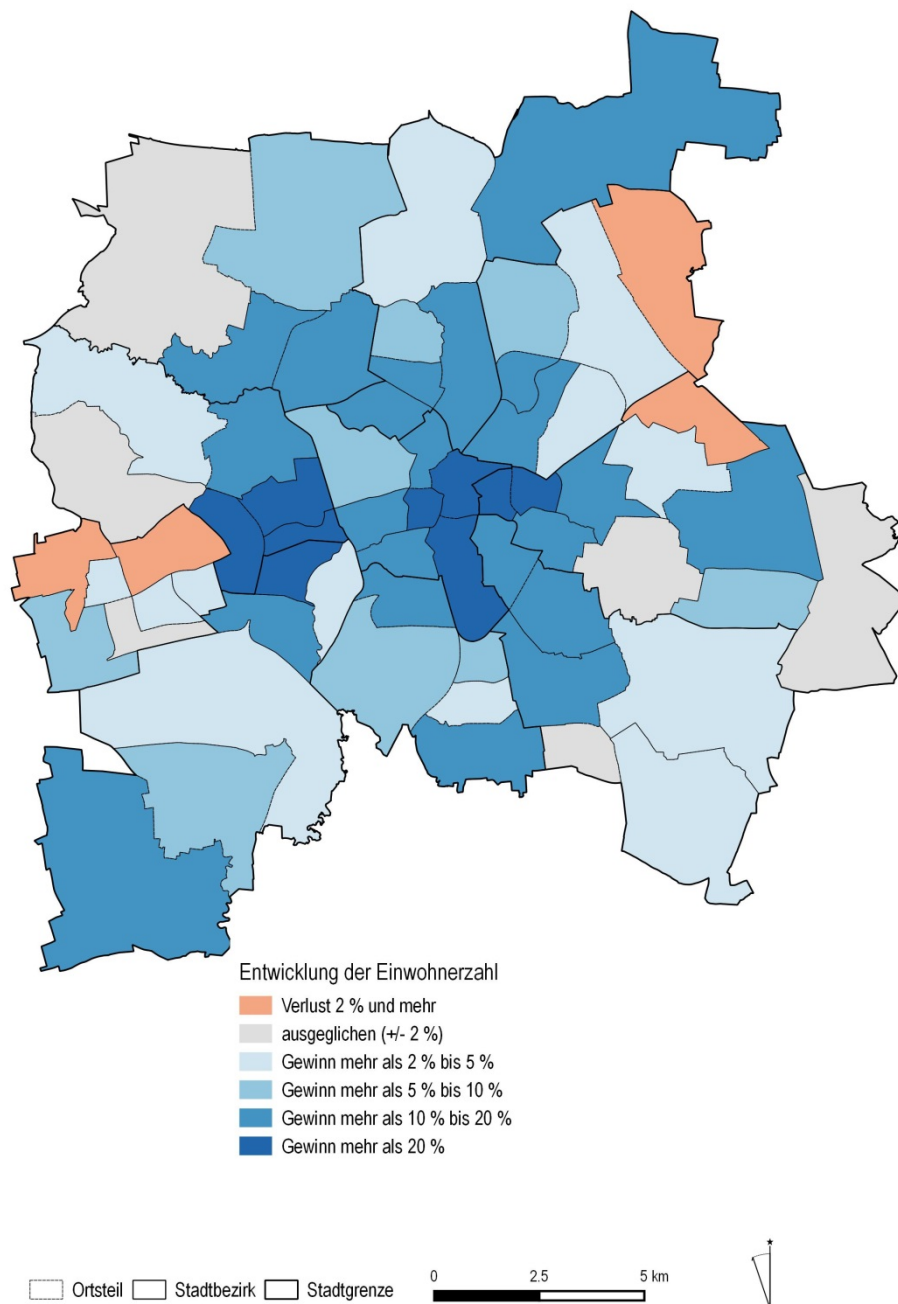 Entwicklung der Einwohnerzahl
Verlust 2 % und mehr
ausgeglichen (+/- 2 %)
Gewinn mehr als 2 % bis 5 %
Gewinn mehr als 5 % bis 10 %
Gewinn mehr als 10 % bis 20 %
Gewinn mehr als 20 %
0 2.5 5 km
Ortsteil Stadtbezirk Stadtgrenze